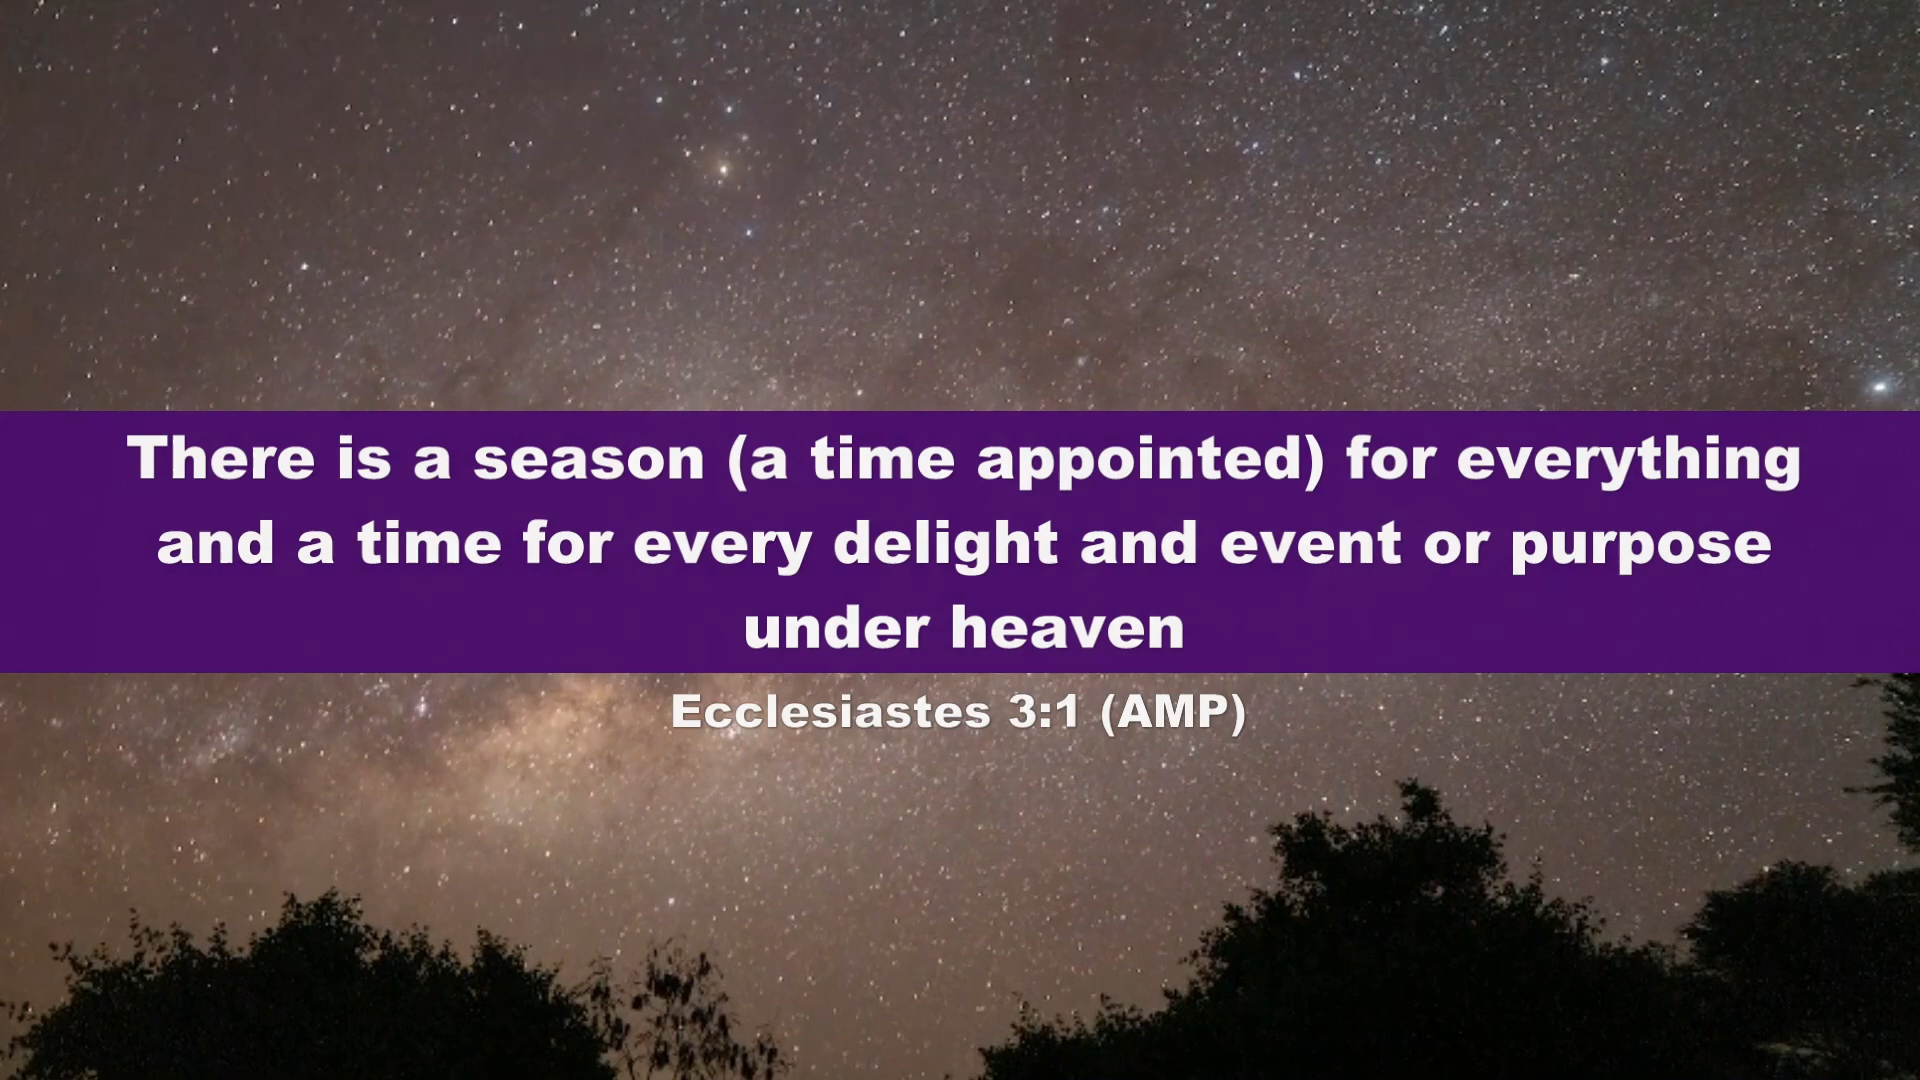 There is a season (a time appointed) for everything
and a time for every delight and event or purpose
under heaven
Ecclesiastes 3:1 (AMP)